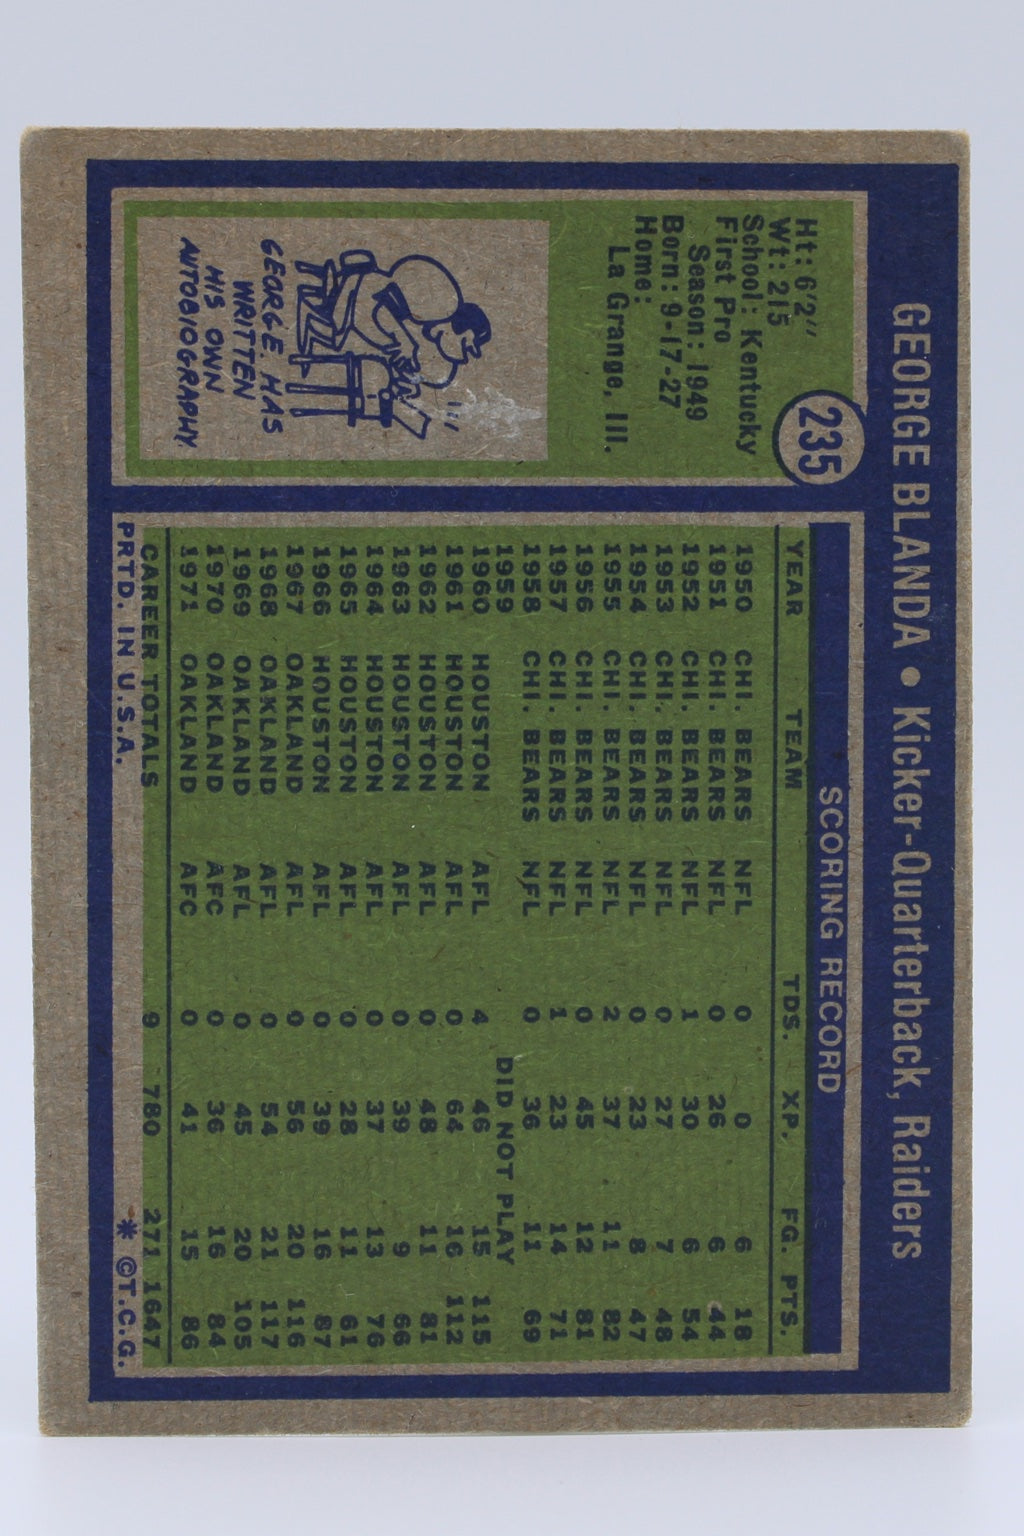 GEORGE BLANDA • Kicker-Quarterback, Raiders
235
Ht: 6'2"
Wt: 215
School: Kentucky
First Pro
Season: 1949
Born: 9-17-27
Home:
La Grange, Ill.
GEORGE HAS
WRITTEN
HIS OWN
AUTOBIOGRAPHY
SCORING RECORD
YEAR TEAM TDS. XP. FG. PTS.
1950 CHI. BEARS NFL 0 0 6 18
1951 CHI. BEARS NFL 0 26 6 44
1952 CHI. BEARS NFL 1 30 6 54
1953 CHI. BEARS NFL 0 27 7 48
1954 CHI. BEARS NFL 0 23 8 47
1955 CHI. BEARS NFL 2 37 11 82
1956 CHI. BEARS NFL 0 45 12 81
1957 CHI. BEARS NFL 1 23 14 71
1958 CHI. BEARS NFL 0 36 11 69
1959 DID NOT PLAY
1960 HOUSTON AFL 4 46 15 115
1961 HOUSTON AFL 0 64 16 112
1962 HOUSTON AFL 0 48 11 81
1963 HOUSTON AFL 0 39 9 66
1964 HOUSTON AFL 0 37 13 76
1965 HOUSTON AFL 0 28 11 61
1966 HOUSTON AFL 0 39 16 87
1967 OAKLAND AFL 0 56 20 116
1968 OAKLAND AFL 0 54 21 117
1969 OAKLAND AFL 0 45 20 105
1970 OAKLAND AFC 0 36 16 84
1971 OAKLAND AFC 0 41 15 86
CAREER TOTALS 9 780 271 1647
PRTD. IN U.S.A. * ©T.C.G.